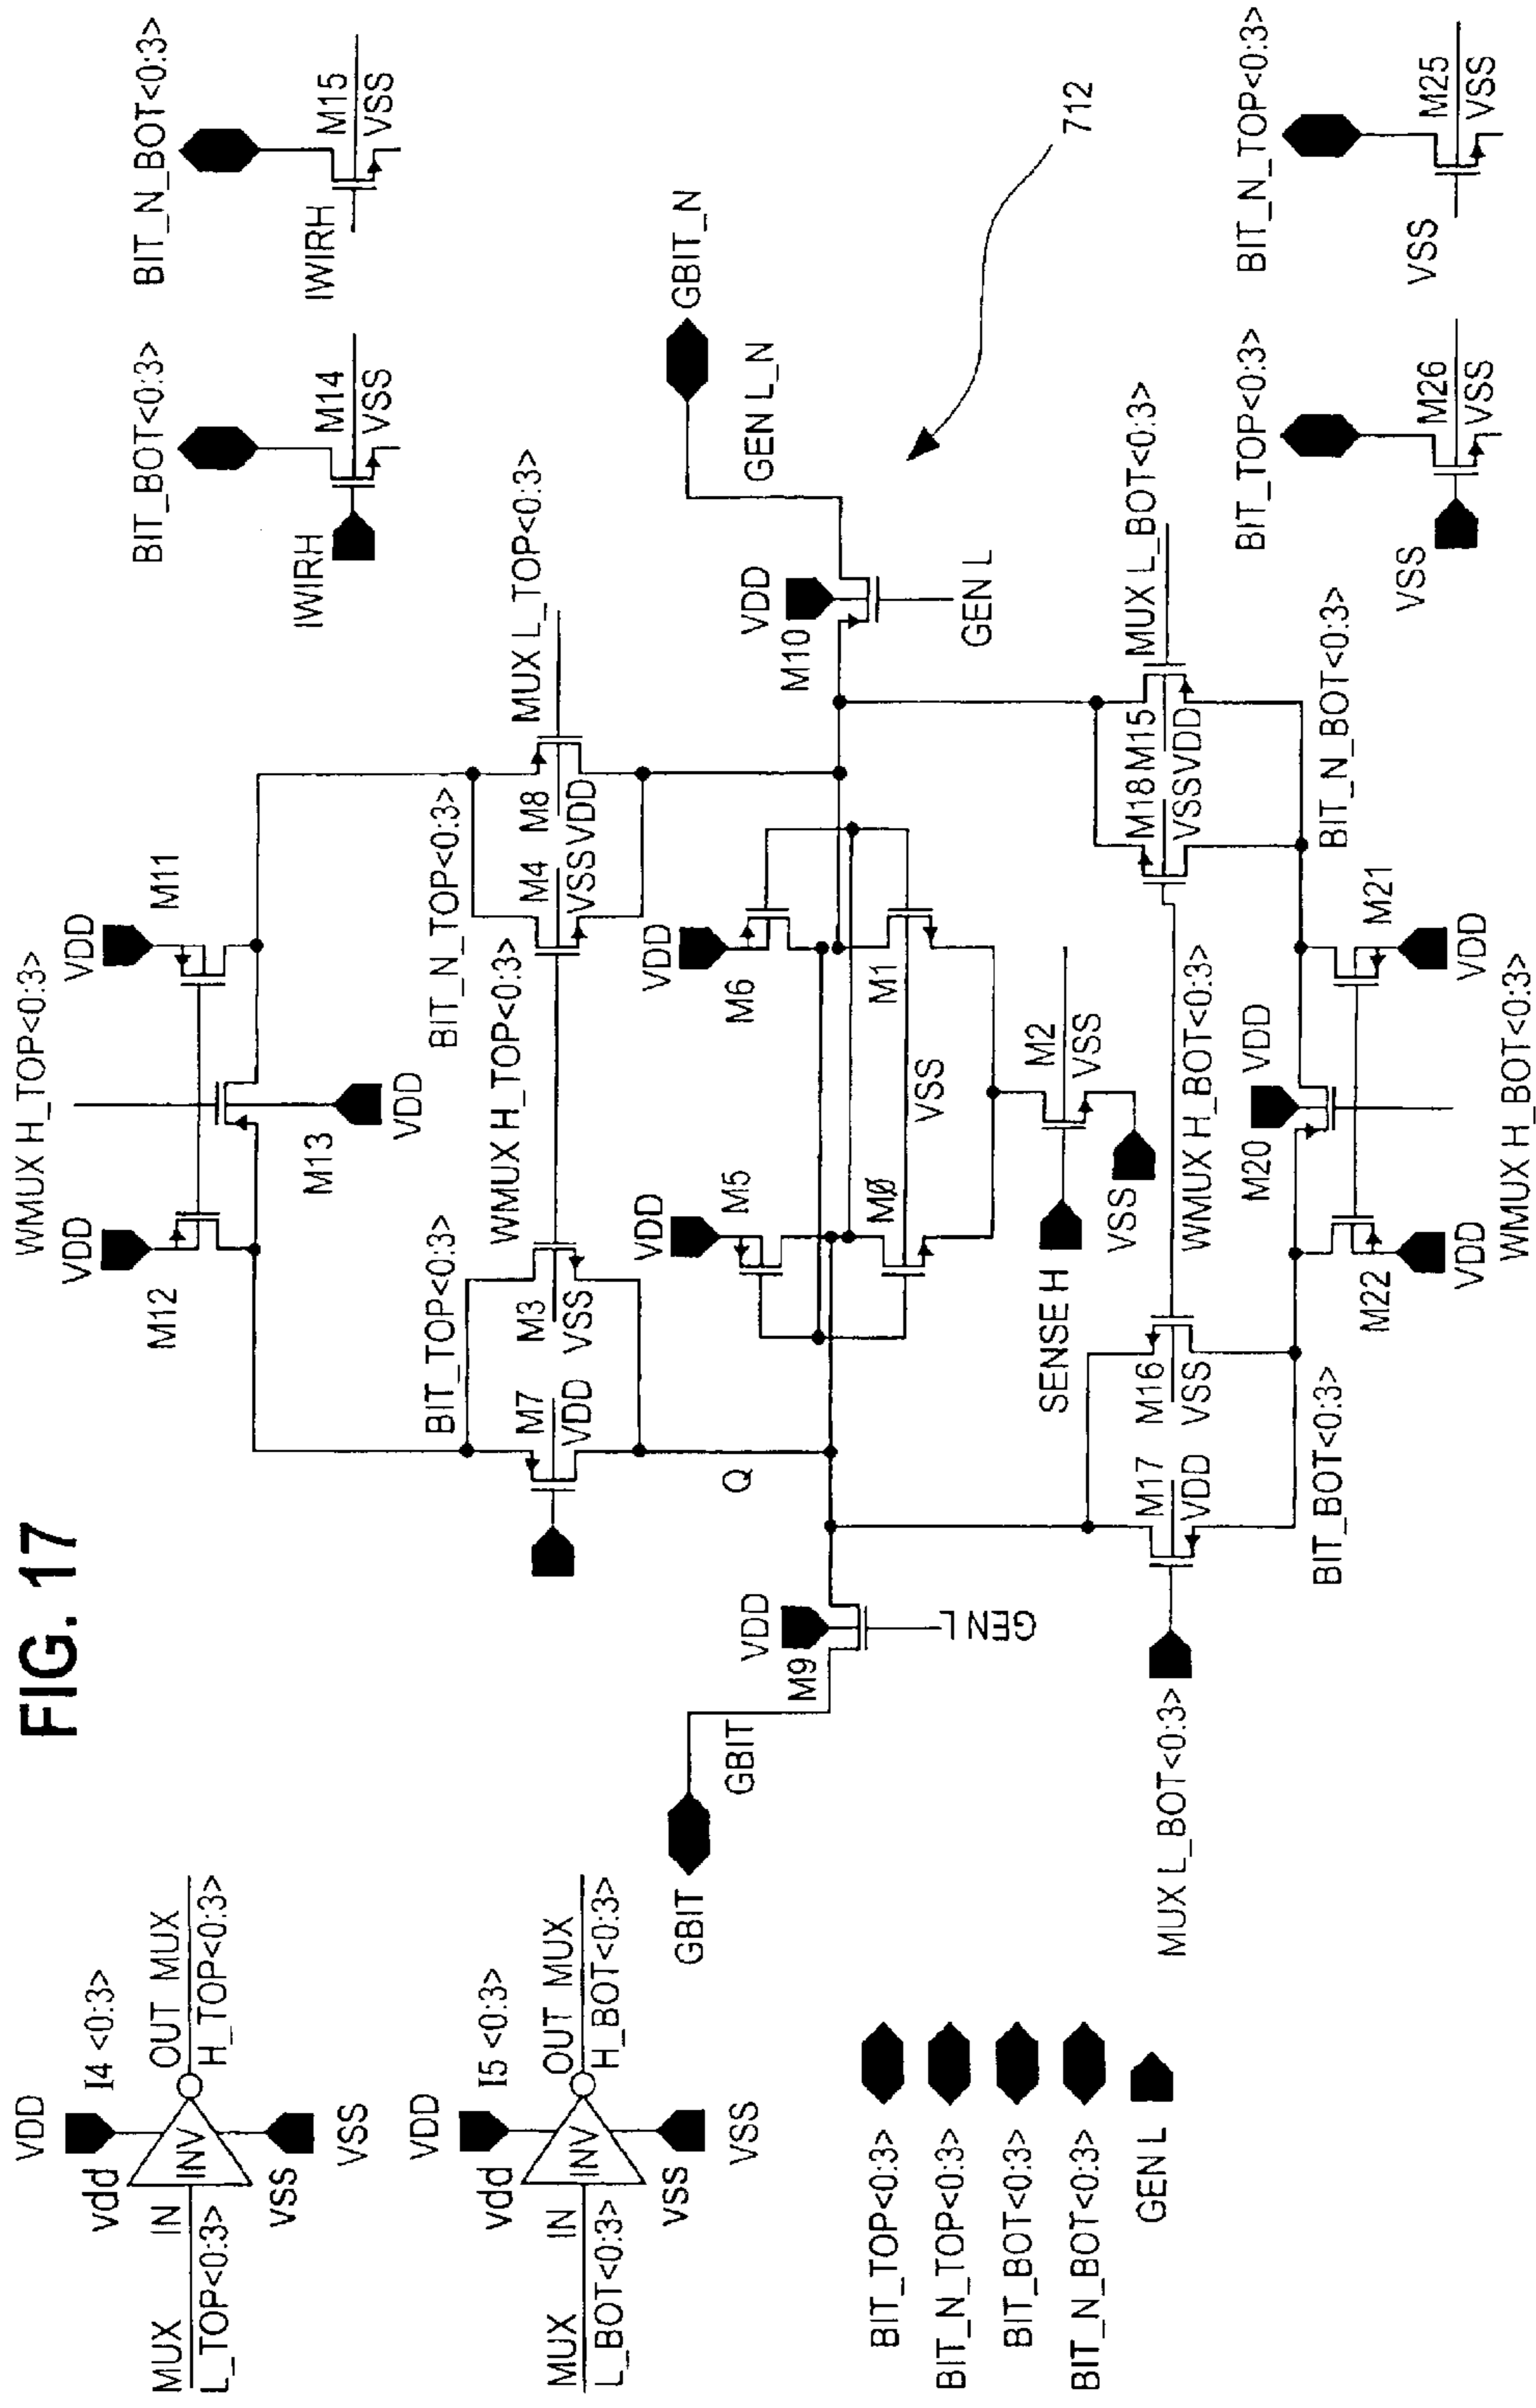 FIG. 17
VDD
I4 <0:3>
vdd
MUX
IN
OUT MUX
INV
L_TOP<0:3>
H_TOP<0:3>
vss
VSS
VDD
I5 <0:3>
vdd
MUX
IN
OUT MUX
INV
L_BOT<0:3>
H_BOT<0:3>
vss
VSS
BIT_TOP<0:3>
BIT_N_TOP<0:3>
BIT_BOT<0:3>
BIT_N_BOT<0:3>
GEN L
WMUX H_TOP<0:3>
VDD
VDD
M12
M11
M13
VDD
BIT_TOP<0:3>
BIT_N_TOP<0:3>
WMUX H_TOP<0:3>
MUX L_TOP<0:3>
M7
VDD
M3
VSS
M4
VSS
M8
VDD
Q
VDD
M5
VDD
M6
MØ
M1
VSS
GBIT
GBIT
VDD
M9
GEN L
VDD
M10
GEN L
GEN L_N
GBIT_N
712
SENSE H
M2
VSS
VSS
MUX L_BOT<0:3>
M17
VDD
M16
VSS
WMUX H_BOT<0:3>
M18
VSS
M15
VDD
MUX L_BOT<0:3>
BIT_BOT<0:3>
BIT_N_BOT<0:3>
M20
VDD
M22
VDD
M21
VDD
WMUX H_BOT<0:3>
BIT_BOT<0:3>
IWIRH
M14
VSS
BIT_N_BOT<0:3>
IWIRH
M15
VSS
BIT_TOP<0:3>
VSS
M26
VSS
BIT_N_TOP<0:3>
VSS
M25
VSS